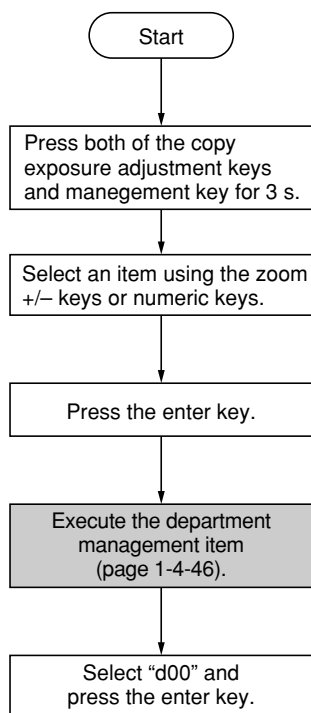 Start
Press both of the copy
exposure adjustment keys
and manegement key for 3 s.
Select an item using the zoom
+/– keys or numeric keys.
Press the enter key.
Execute the department
management item
(page 1-4-46).
Select “d00” and
press the enter key.